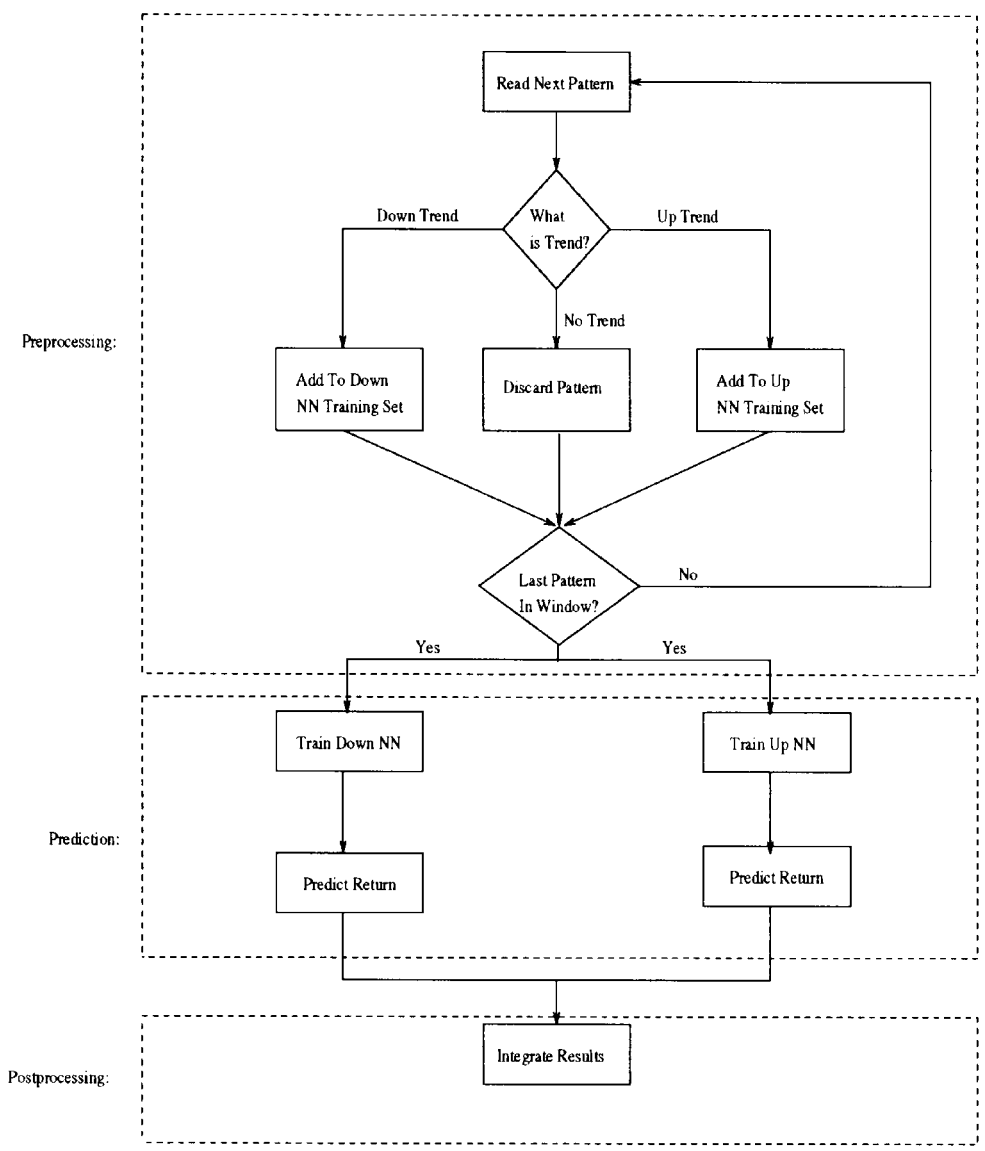 Read Next Pattern
What
is Trend?
Down Trend
Up Trend
No Trend
Preprocessing:
Add To Down
NN Training Set
Discard Pattern
Add To Up
NN Training Set
Last Pattern
In Window?
No
Yes
Yes
Train Down NN
Train Up NN
Prediction:
Predict Return
Predict Return
Integrate Results
Postprocessing: